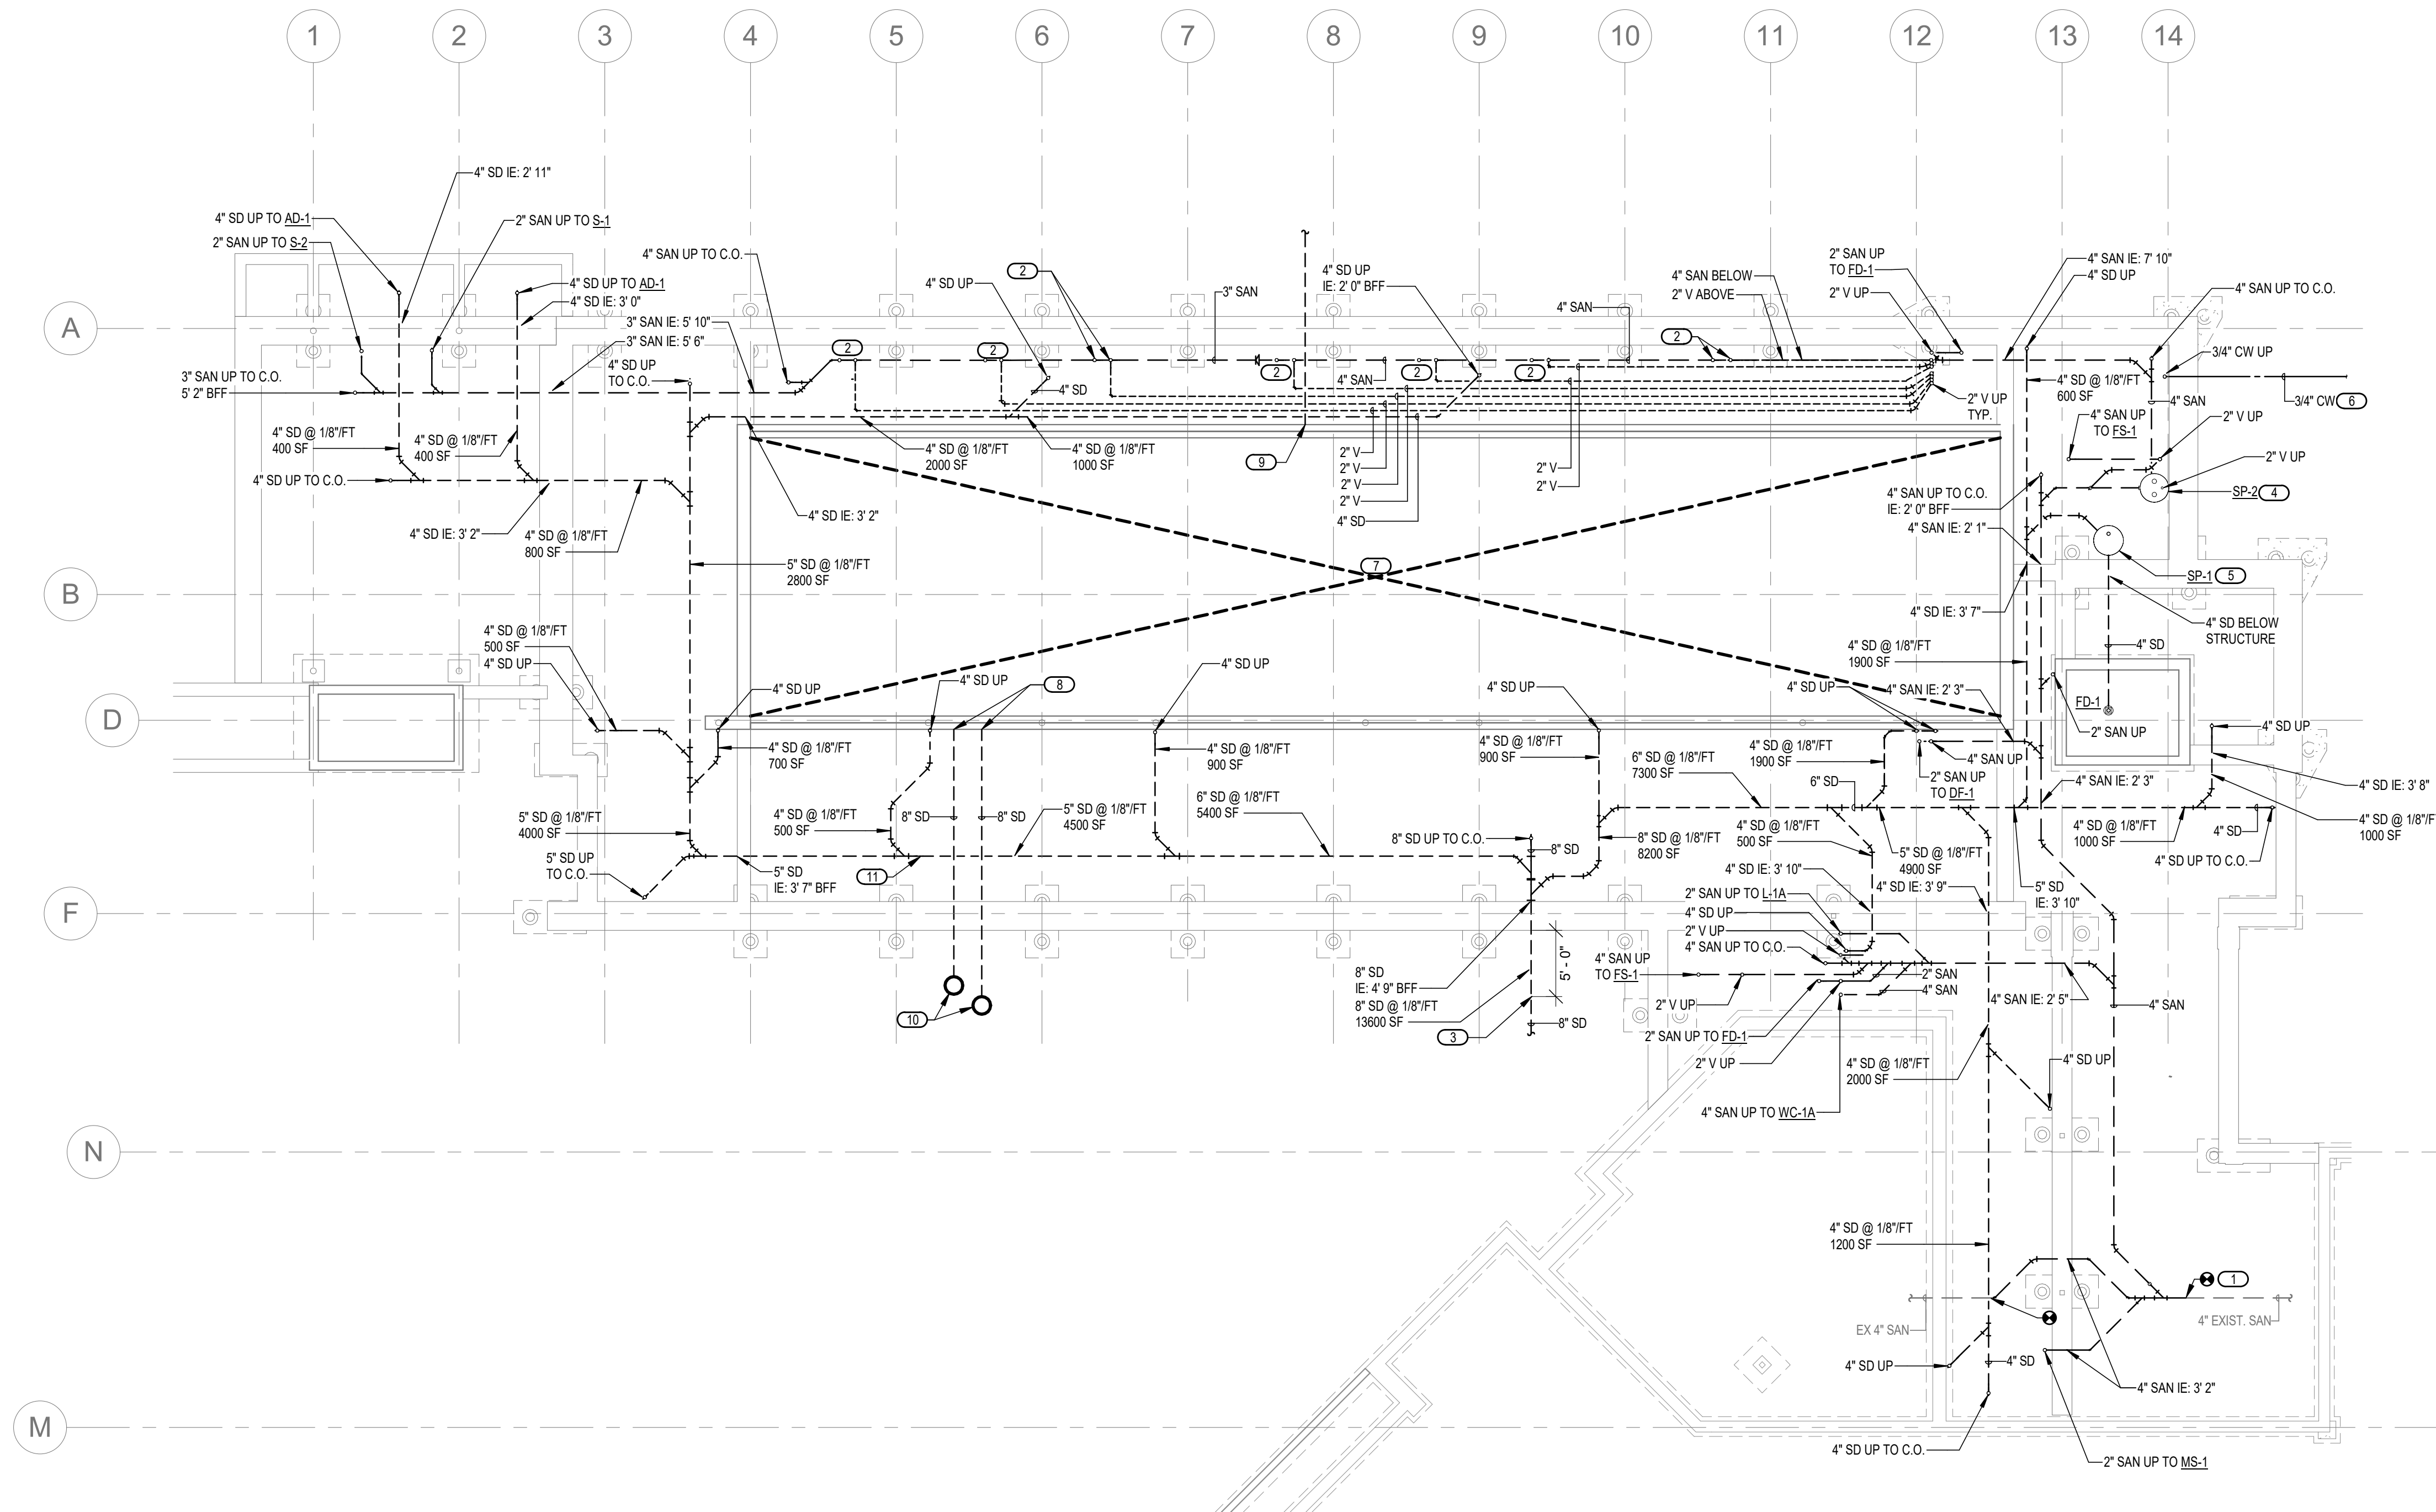 1
2
3
4
5
6
7
8
9
10
11
12
13
14
A
B
D
F
N
M
4" SD IE: 2' 11"
4" SD UP TO AD-1
2" SAN UP TO S-2
2" SAN UP TO S-1
4" SD UP TO AD-1
4" SD IE: 3' 0"
3" SAN IE: 5' 10"
3" SAN IE: 5' 6"
4" SAN UP TO C.O.
3" SAN UP TO C.O.
5' 2" BFF
4" SD UP
TO C.O.
4" SD @ 1/8"/FT
400 SF
4" SD @ 1/8"/FT
400 SF
4" SD UP TO C.O.
4" SD IE: 3' 2"
4" SD @ 1/8"/FT
800 SF
2
2
2
4" SD UP
4" SD
3" SAN
4" SD UP
IE: 2' 0" BFF
4" SD @ 1/8"/FT
2000 SF
4" SD @ 1/8"/FT
1000 SF
4" SD IE: 3' 2"
9
2
4" SAN
2
2
4" SAN
4" SAN BELOW
2" V ABOVE
2
2" SAN UP
TO FD-1
2" V UP
2" V
2" V
2" V
2" V
4" SD
2" V
2" V
2" V UP
TYP.
4" SAN IE: 7' 10"
4" SD UP
4" SAN UP TO C.O.
3/4" CW UP
3/4" CW
6
4" SD @ 1/8"/FT
600 SF
4" SAN
4" SAN UP
TO FS-1
2" V UP
2" V UP
SP-2
4
4" SAN UP TO C.O.
IE: 2' 0" BFF
4" SAN IE: 2' 1"
SP-1
5
4" SD IE: 3' 7"
4" SD BELOW
STRUCTURE
4" SD
FD-1
2" SAN UP
5" SD @ 1/8"/FT
2800 SF
7
4" SD @ 1/8"/FT
500 SF
4" SD UP
4" SD UP
4" SD @ 1/8"/FT
700 SF
4" SD UP
8
4" SD UP
4" SD @ 1/8"/FT
900 SF
4" SD UP
4" SD @ 1/8"/FT
900 SF
4" SD @ 1/8"/FT
1900 SF
4" SD UP
4" SAN IE: 2' 3"
4" SD @ 1/8"/FT
1900 SF
6" SD @ 1/8"/FT
7300 SF
6" SD
4" SAN UP
2" SAN UP
TO DF-1
4" SD UP
4" SD IE: 3' 8"
4" SAN IE: 2' 3"
5" SD @ 1/8"/FT
4000 SF
4" SD @ 1/8"/FT
500 SF
8" SD
8" SD
5" SD @ 1/8"/FT
4500 SF
6" SD @ 1/8"/FT
5400 SF
8" SD UP TO C.O.
8" SD
8" SD @ 1/8"/FT
8200 SF
4" SD @ 1/8"/FT
500 SF
5" SD @ 1/8"/FT
4900 SF
4" SD @ 1/8"/FT
1000 SF
4" SD
4" SD @ 1/8"/F
1000 SF
4" SD UP TO C.O.
5" SD UP
TO C.O.
5" SD
IE: 3' 7" BFF
11
4" SD IE: 3' 10"
4" SD IE: 3' 9"
5" SD
IE: 3' 10"
2" SAN UP TO L-1A
4" SD UP
2" V UP
4" SAN UP TO C.O.
4" SAN UP
TO FS-1
2" V UP
2" SAN UP TO FD-1
2" V UP
2" SAN
4" SAN
4" SAN IE: 2' 5"
4" SAN
8" SD
IE: 4' 9" BFF
8" SD @ 1/8"/FT
13600 SF
5' - 0"
8" SD
3
10
4" SAN UP TO WC-1A
4" SD @ 1/8"/FT
2000 SF
4" SD UP
4" SD @ 1/8"/FT
1200 SF
1
EX 4" SAN
4" EXIST. SAN
4" SD UP
4" SD
4" SAN IE: 3' 2"
4" SD UP TO C.O.
2" SAN UP TO MS-1